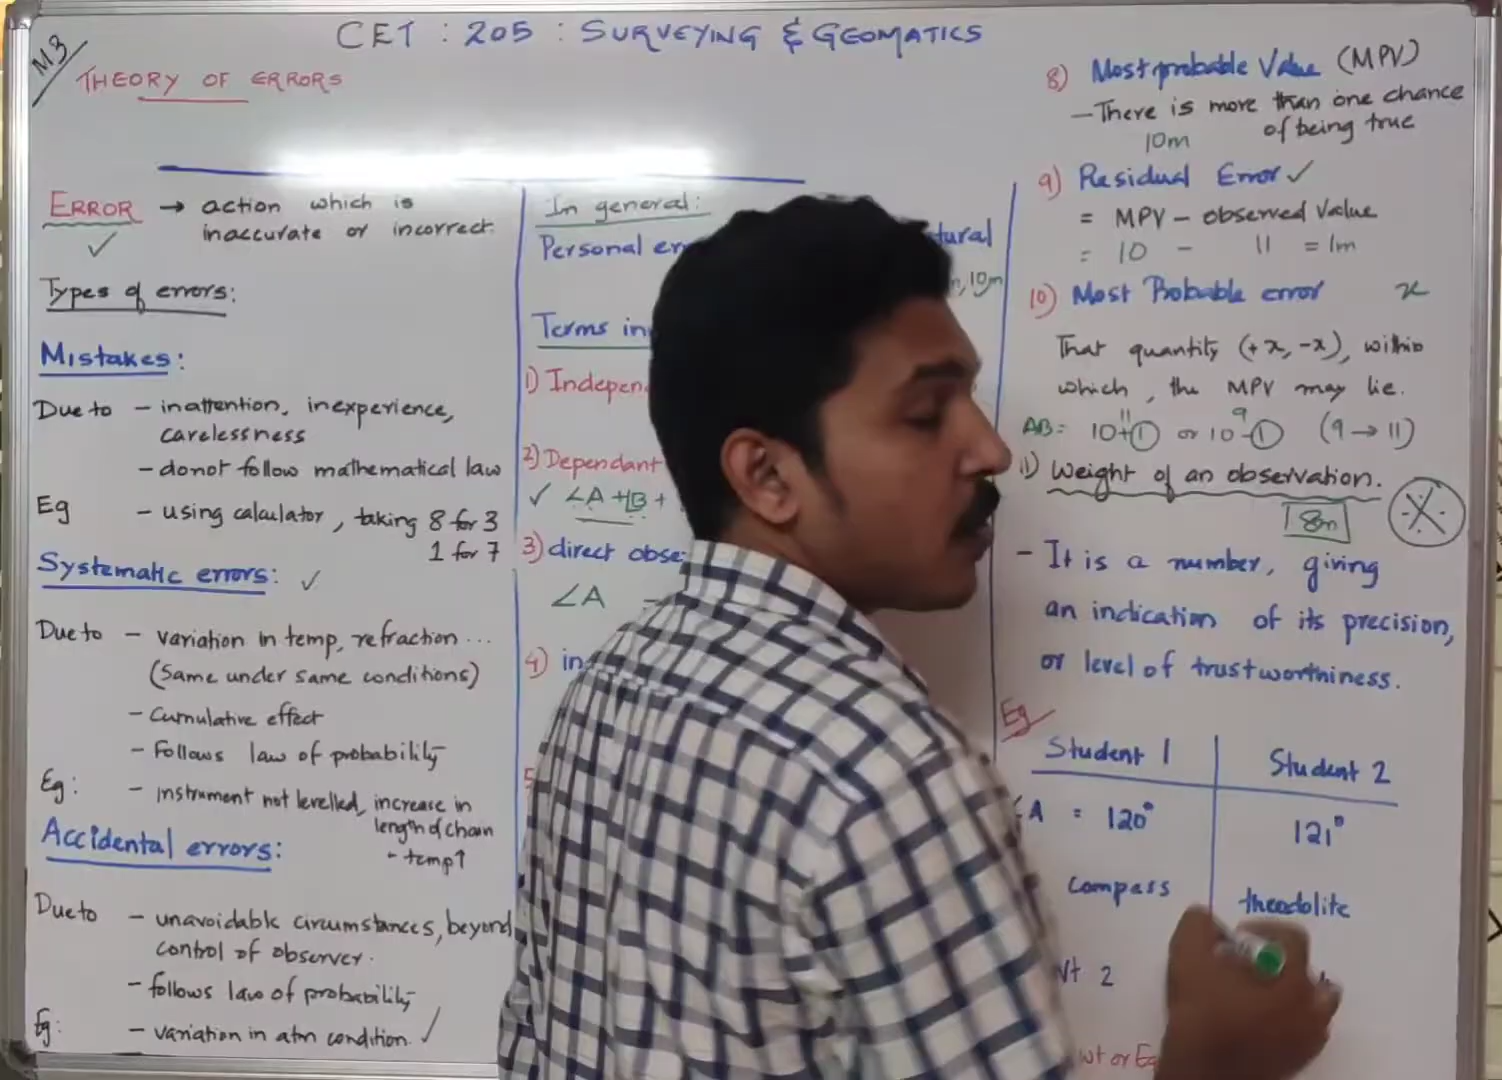 M3
CET : 205 : SURVEYING & GEOMATICS
THEORY OF ERRORS
ERROR → action which is
inaccurate or incorrect.
✓
Types of errors:
Mistakes:
Due to - inattention, inexperience,
carelessness
- donot follow mathematical law
Eg - using calculator, taking 8 for 3
1 for 7
Systematic errors: ✓
Due to - variation in temp, refraction ...
(Same under same conditions)
- Cumulative effect
- Follows law of probability
Eg: - instrument not levelled, increase in
length of chain
- temp↑
Accidental errors:
Due to - unavoidable circumstances, beyond
control of observer.
- follows law of probability
Eg: - variation in atm condition. ✓
In general:
Personal
, 10m
Terms
1)
2) Dependant
✓ ∠A + ∠B +
3) direct
∠A -
4)
8) Most probable Value (MPV)
- There is more than one chance
of being true
10m
9) Residual Error ✓
= MPV - observed value
= 10 - 11 = 1m
10) Most Probable error x
That quantity (+x, -x), within
which, the MPV may lie.
11 9
AB = 10+1 or 10-1 (9 → 11)
11) Weight of an observation.
8m
- It is a number, giving
an indication of its precision,
or level of trustworthiness.
Eg
Student 1 Student 2
A = 120° 121°
Compass theodolite
wt 2
wt or